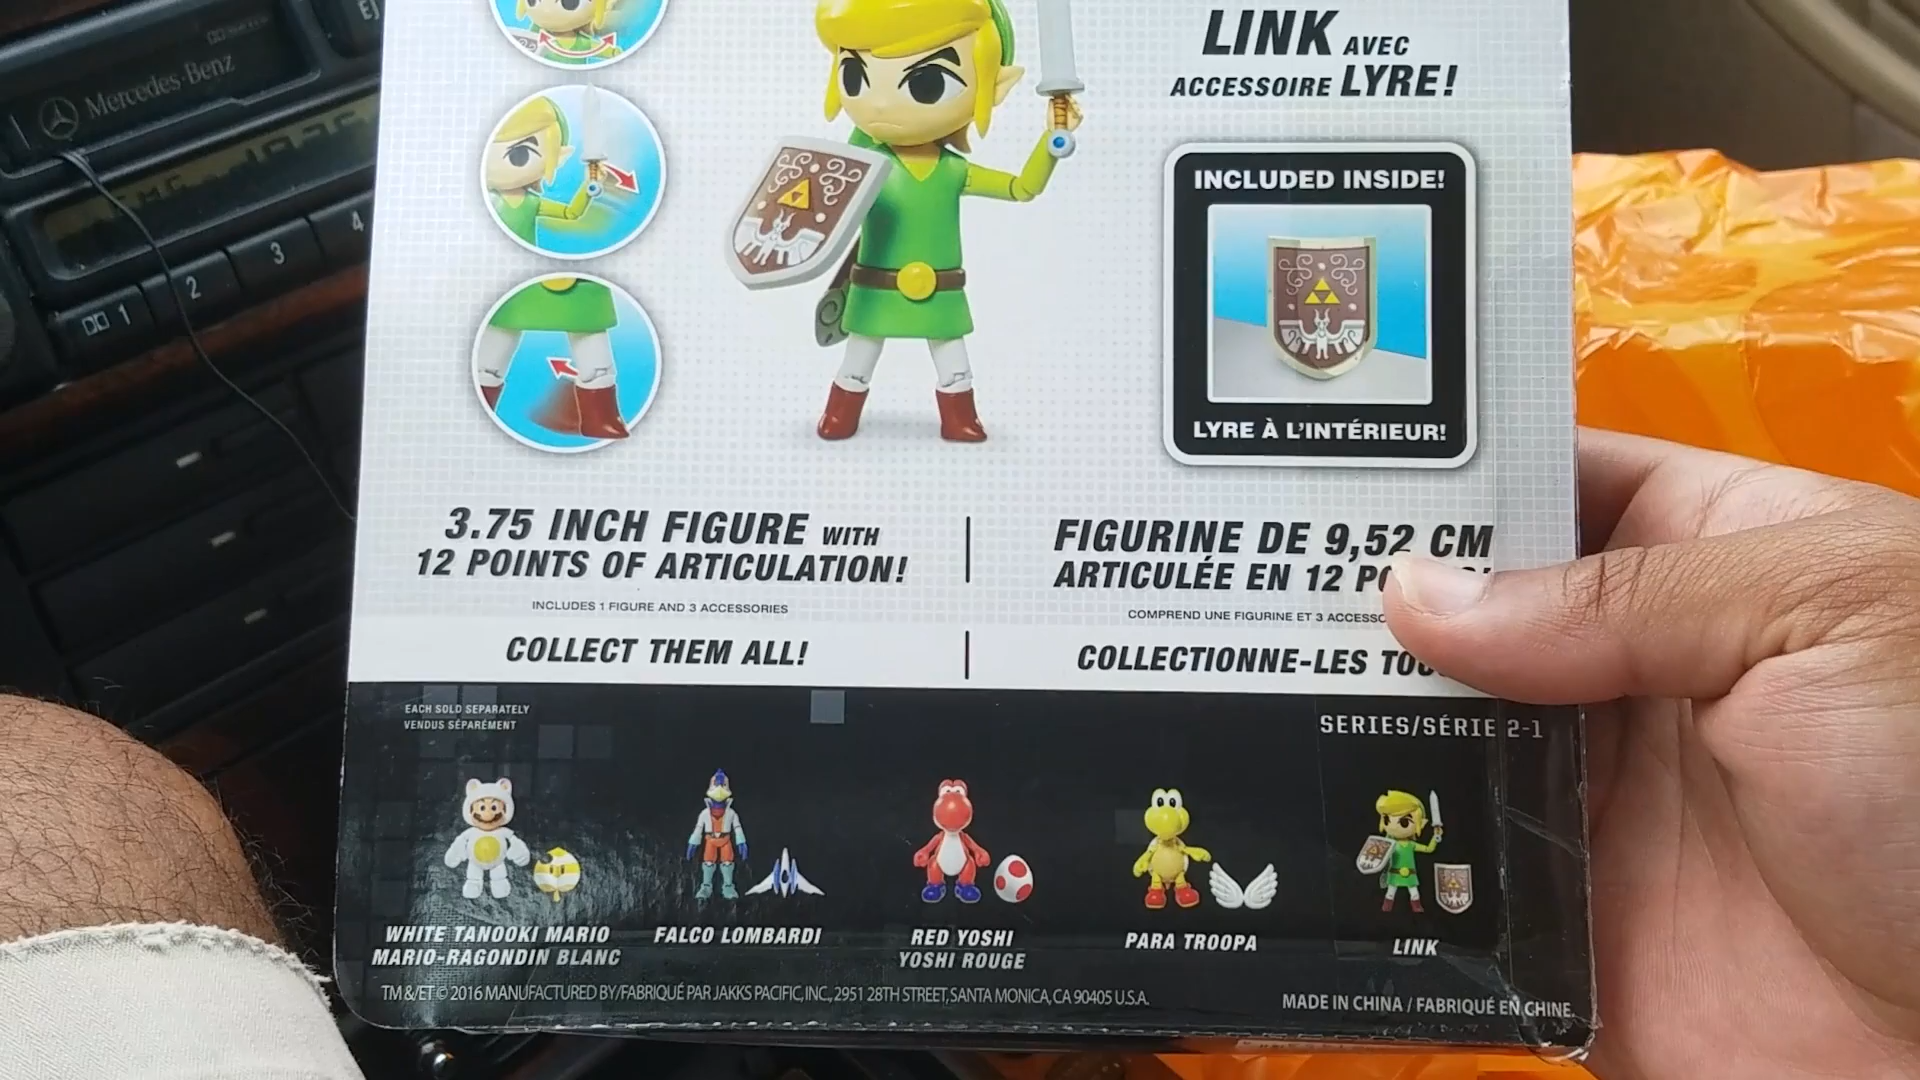 Mercedes-Benz
1
2
3
4
LINK AVEC
ACCESSOIRE LYRE!
INCLUDED INSIDE!
LYRE À L'INTÉRIEUR!
3.75 INCH FIGURE WITH
12 POINTS OF ARTICULATION!
INCLUDES 1 FIGURE AND 3 ACCESSORIES
COLLECT THEM ALL!
FIGURINE DE 9,52 CM
ARTICULÉE EN 12
COMPREND UNE FIGURINE ET 3
COLLECTIONNE-LES
EACH SOLD SEPARATELY
VENDUS SÉPARÉMENT
SERIES/SÉRIE 2-1
WHITE TANOOKI MARIO
MARIO-RAGONDIN BLANC
FALCO LOMBARDI
RED YOSHI
YOSHI ROUGE
PARA TROOPA
LINK
TM &/ET © 2016 MANUFACTURED BY/FABRIQUÉ PAR JAKKS PACIFIC, INC., 2951 28TH STREET, SANTA MONICA, CA 90405 U.S.A.
MADE IN CHINA / FABRIQUÉ EN CHINE.